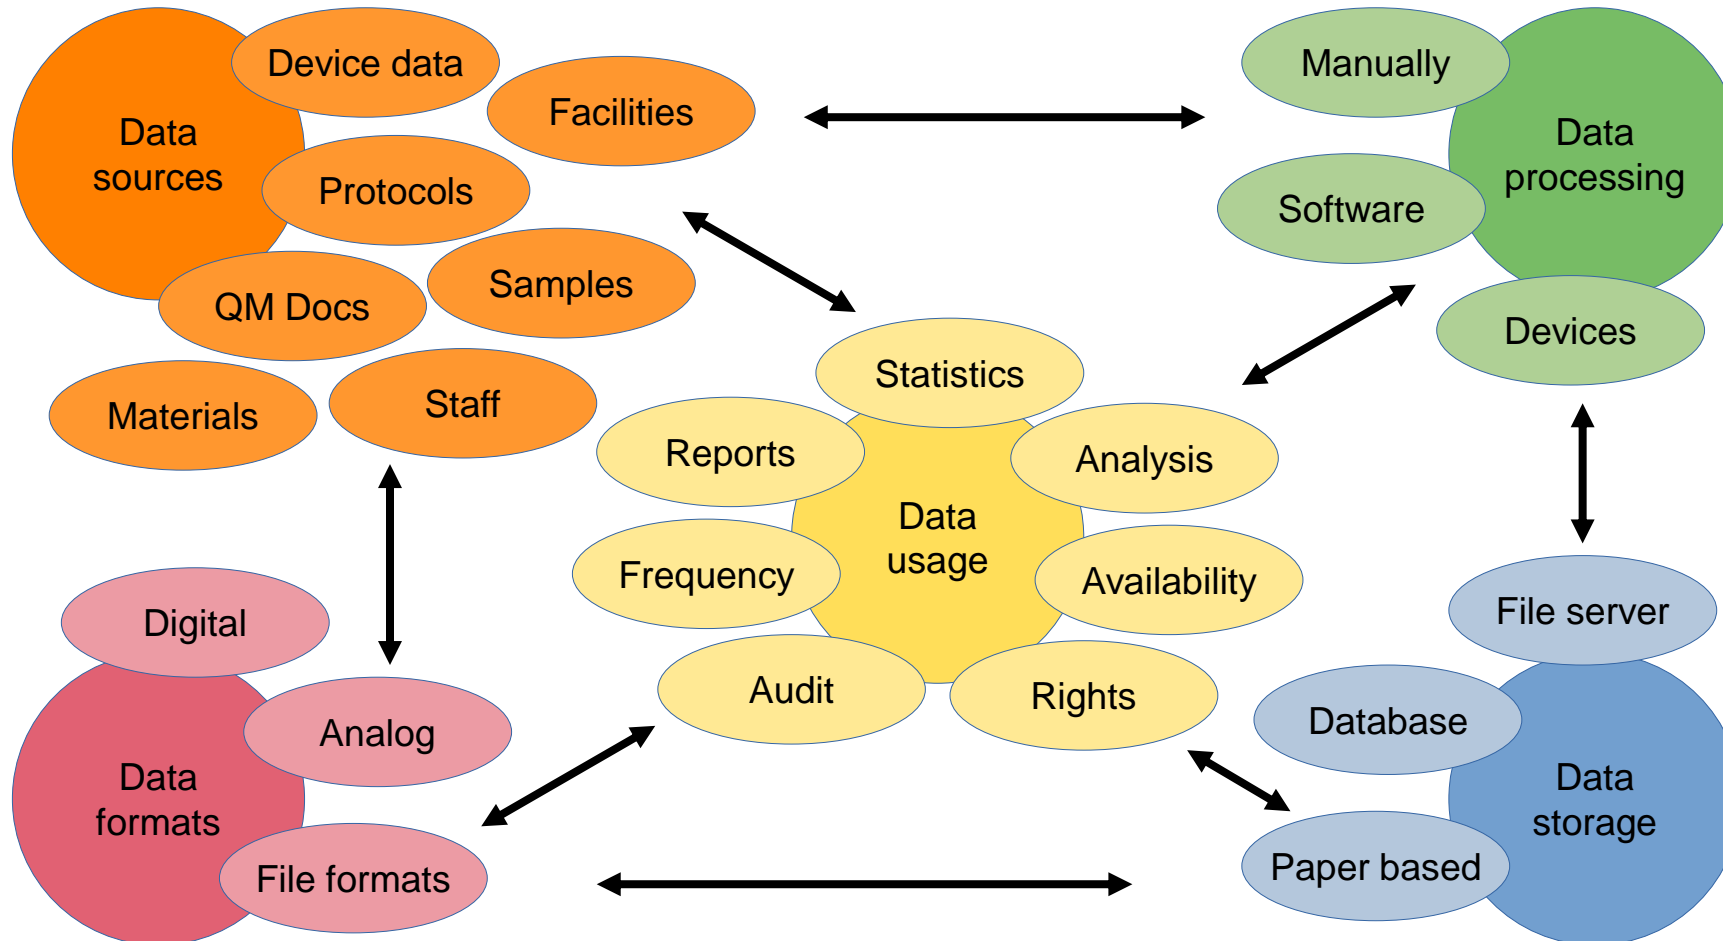 Data
sources
Device data
Facilities
Protocols
Samples
QM Docs
Materials
Staff
Manually
Software
Devices
Data
processing
Statistics
Reports
Analysis
Data
usage
Frequency
Availability
Audit
Rights
Digital
Analog
Data
formats
File formats
File server
Database
Data
storage
Paper based